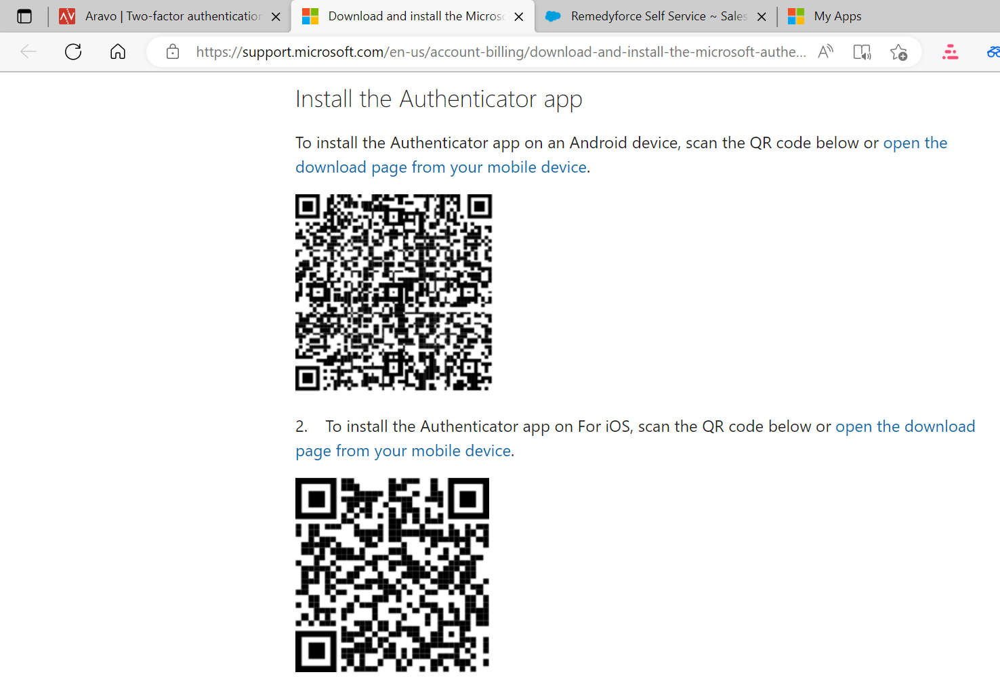 Aravo | Two-factor authentication
Download and install the Micros
Remedyforce Self Service ~ Sales
My Apps
https://support.microsoft.com/en-us/account-billing/download-and-install-the-microsoft-authe...
Install the Authenticator app
To install the Authenticator app on an Android device, scan the QR code below or open the
download page from your mobile device.
2. To install the Authenticator app on For iOS, scan the QR code below or open the download
page from your mobile device.